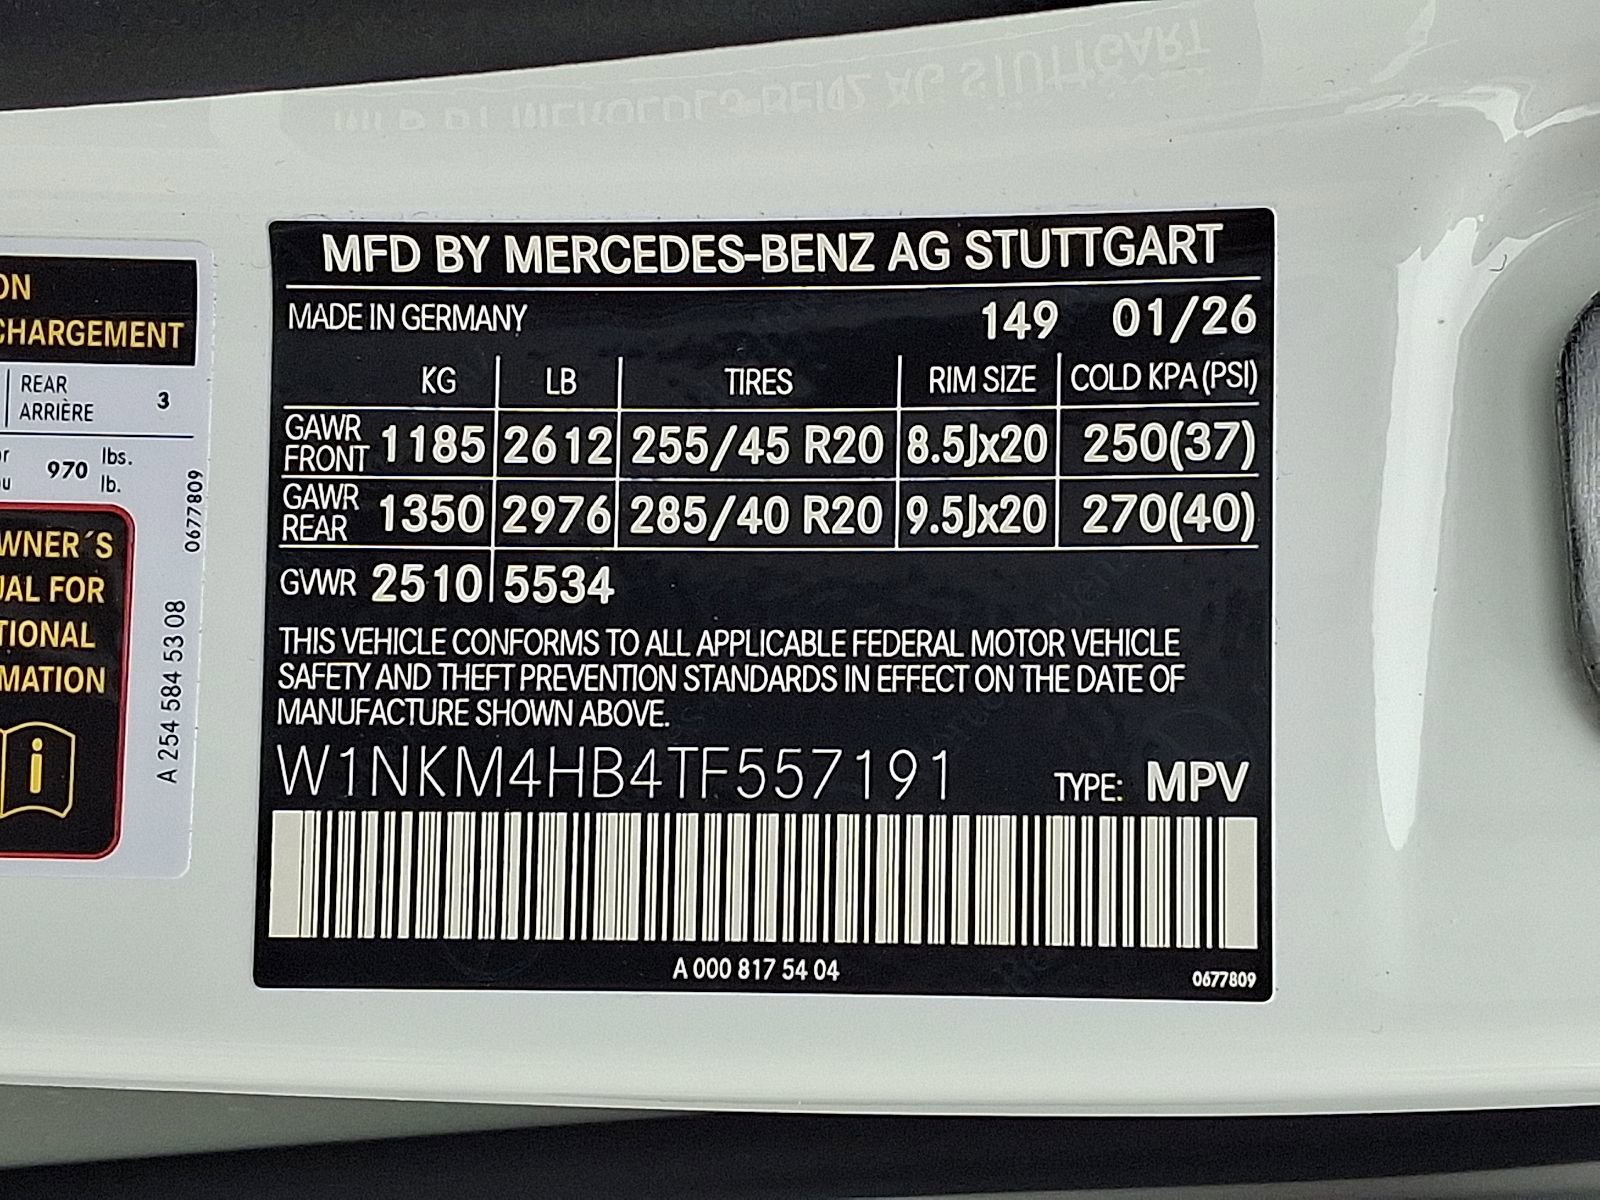 MFD BY MERCEDES-BENZ AG STUTTGART
MADE IN GERMANY 149 01/26
KG LB TIRES RIM SIZE COLD KPA (PSI)
GAWR FRONT 1185 2612 255/45 R20 8.5Jx20 250(37)
GAWR REAR 1350 2976 285/40 R20 9.5Jx20 270(40)
GVWR 2510 5534
THIS VEHICLE CONFORMS TO ALL APPLICABLE FEDERAL MOTOR VEHICLE
SAFETY AND THEFT PREVENTION STANDARDS IN EFFECT ON THE DATE OF
MANUFACTURE SHOWN ABOVE.
W1NKM4HB4TF557191 TYPE: MPV
A 000 817 54 04
0677809
ON
CHARGEMENT
REAR
ARRIÈRE 3
970 lbs.
lb.
WNER´S
UAL FOR
TIONAL
MATION
i
0677809
A 254 584 53 08